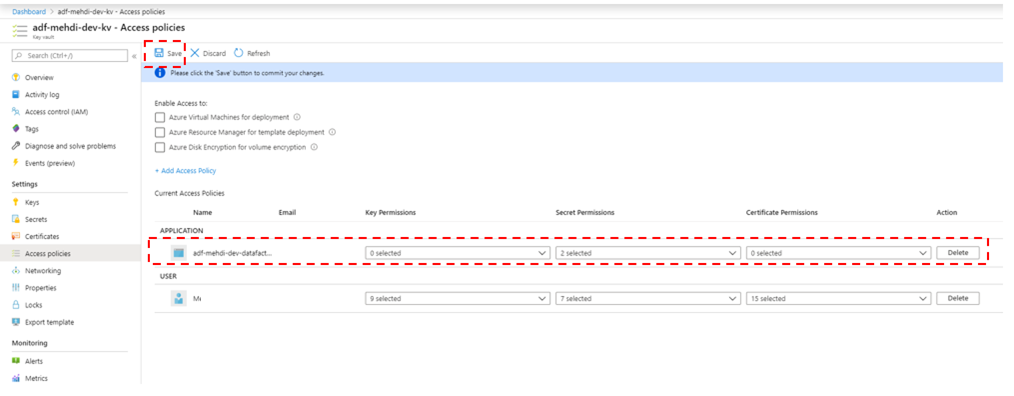 Dashboard > adf-mehdi-dev-kv - Access policies
adf-mehdi-dev-kv - Access policies
Key vault
Search (Ctrl+/)
«
Save Discard Refresh
Please click the 'Save' button to commit your changes.
Overview
Activity log
Access control (IAM)
Tags
Diagnose and solve problems
Events (preview)
Settings
Keys
Secrets
Certificates
Access policies
Networking
Properties
Locks
Export template
Monitoring
Alerts
Metrics
Enable Access to:
Azure Virtual Machines for deployment
Azure Resource Manager for template deployment
Azure Disk Encryption for volume encryption
+ Add Access Policy
Current Access Policies
Name Email Key Permissions Secret Permissions Certificate Permissions Action
APPLICATION
adf-mehdi-dev-datafact... 0 selected 2 selected 0 selected Delete
USER
9 selected 7 selected 15 selected Delete